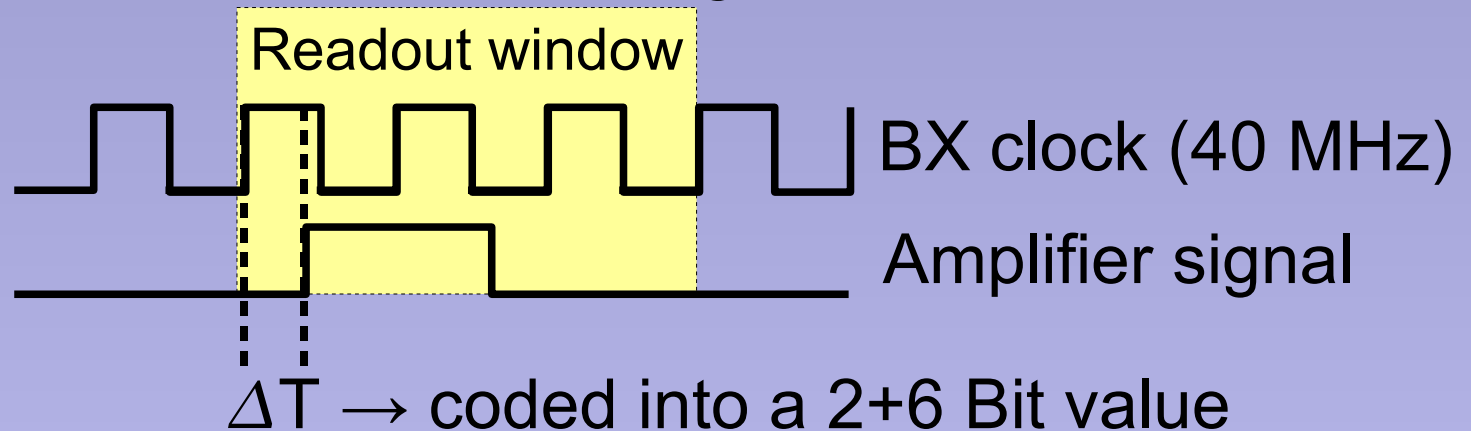 Readout window
BX clock (40 MHz)
Amplifier signal
ΔT → coded into a 2+6 Bit value